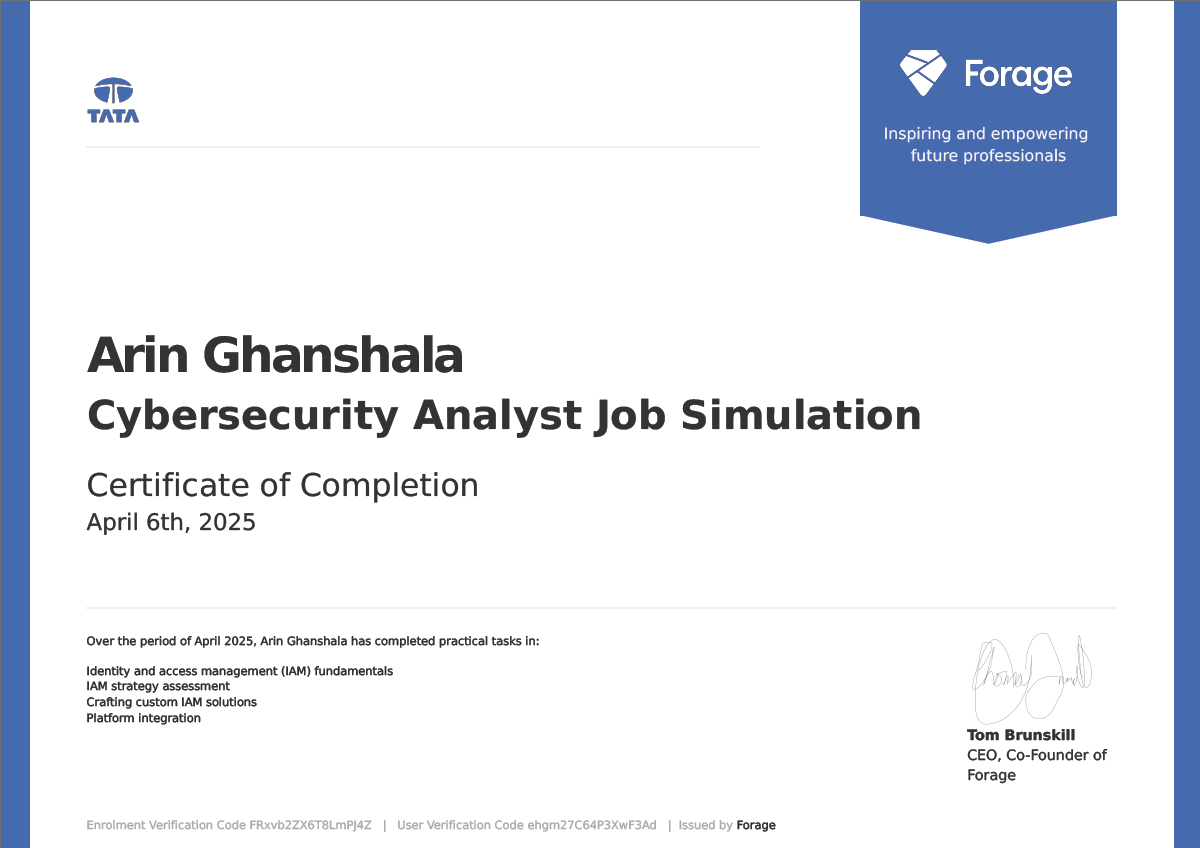 TATA
Forage
Inspiring and empowering
future professionals
Arin Ghanshala
Cybersecurity Analyst Job Simulation
Certificate of Completion
April 6th, 2025
Over the period of April 2025, Arin Ghanshala has completed practical tasks in:
Identity and access management (IAM) fundamentals
IAM strategy assessment
Crafting custom IAM solutions
Platform integration
Tom Brunskill
CEO, Co-Founder of
Forage
Enrolment Verification Code FRxvb2ZX6T8LmPJ4Z | User Verification Code ehgm27C64P3XwF3Ad | Issued by Forage